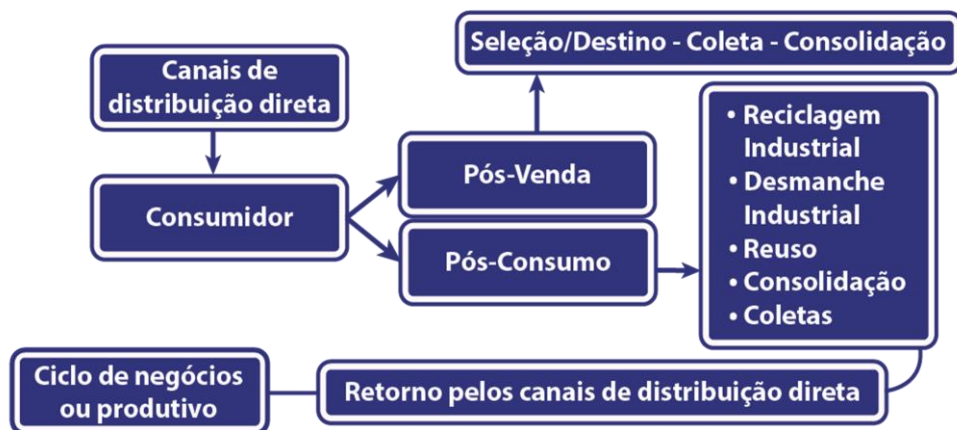 Seleção/Destino - Coleta - Consolidação
Canais de
distribuição direta
Consumidor
Pós-Venda
Pós-Consumo
• Reciclagem
Industrial
• Desmanche
Industrial
• Reuso
• Consolidação
• Coletas
Retorno pelos canais de distribuição direta
Ciclo de negócios
ou produtivo